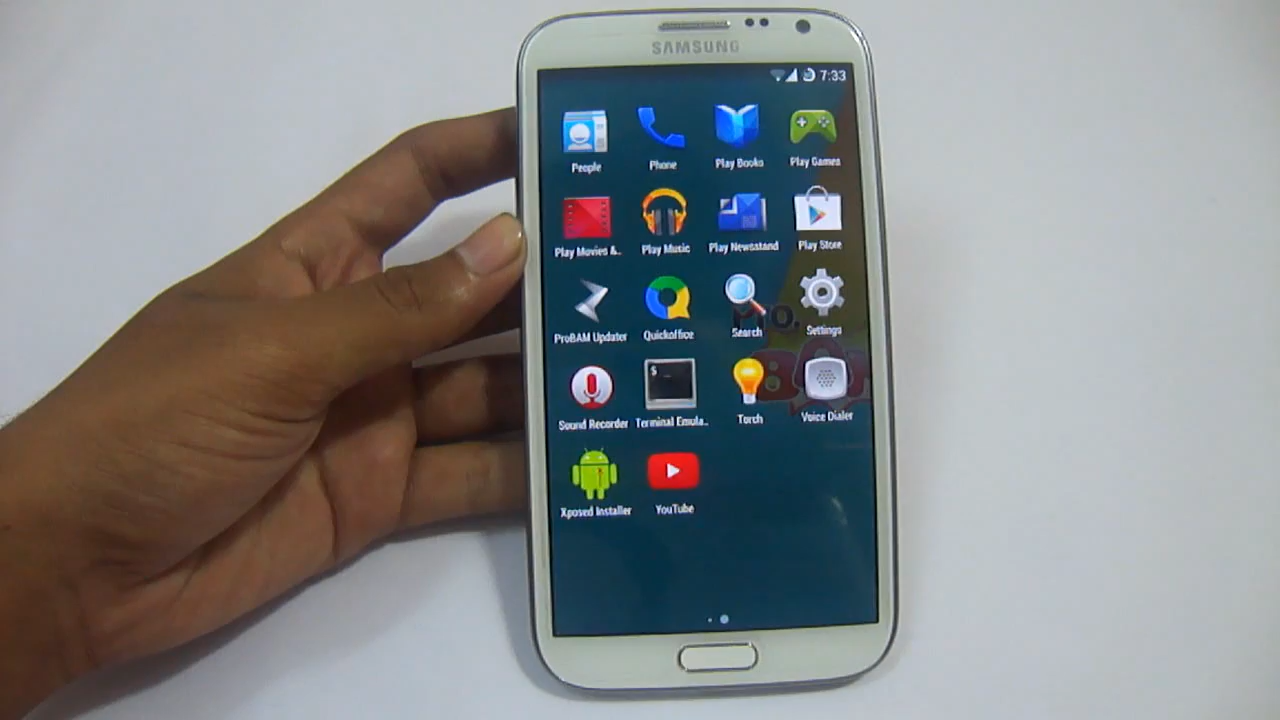 SAMSUNG
7:33
People Phone Play Books Play Games
Play Movies &.. Play Music Play Newsstand Play Store
ProBAM Updater Quickoffice Search Settings
$
Sound Recorder Terminal Emula.. Torch Voice Dialer
Xposed Installer YouTube